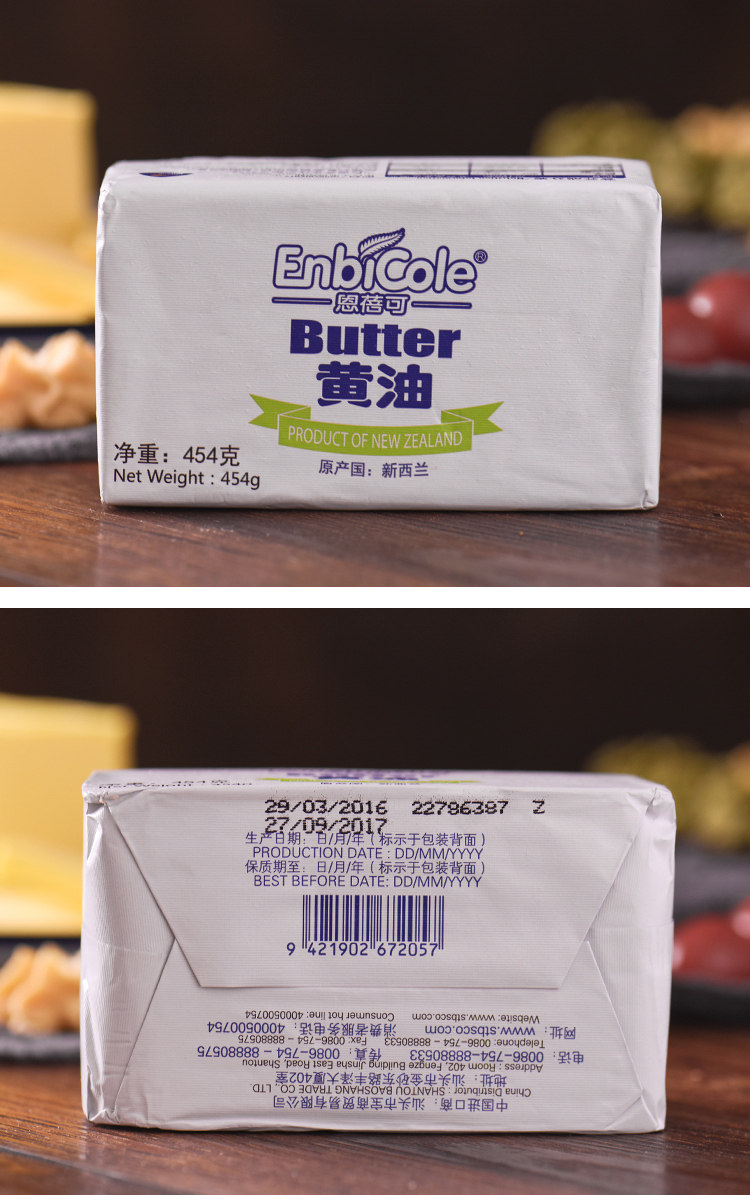 EnbiCole®
恩蓓可
Butter
黄油
PRODUCT OF NEW ZEALAND
原产国：新西兰
净重：454克
Net Weight : 454g
29/03/2016 22786387 Z
27/09/2017
生产日期：日/月/年（标示于包装背面）
PRODUCTION DATE : DD/MM/YYYY
保质期至：日/月/年（标示于包装背面）
BEST BEFORE DATE: DD/MM/YYYY
9 421902 672057
中国进口商：汕头市宝商贸易有限公司
China Distributor : SHANTOU BAOSHANG TRADE CO., LTD.
地址：汕头市金砂东路丰泽大厦402室
Address : Room 402, Fengze Building Jinsha East Road, Shantou
电话：0086-754-88880533 传真：0086-754-88880575
Telephone: 0086-754-88880533 Fax: 0086-754-88880575
网址：www.stbsco.com 消费者服务电话：4000500754
Website: www.stbsco.com Consumer hot line: 4000500754